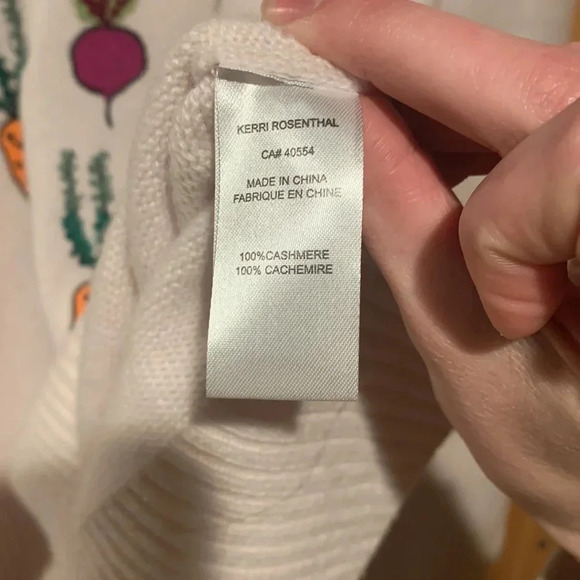 KERRI ROSENTHAL
CA# 40554
MADE IN CHINA
FABRIQUE EN CHINE
100%CASHMERE
100% CACHEMIRE